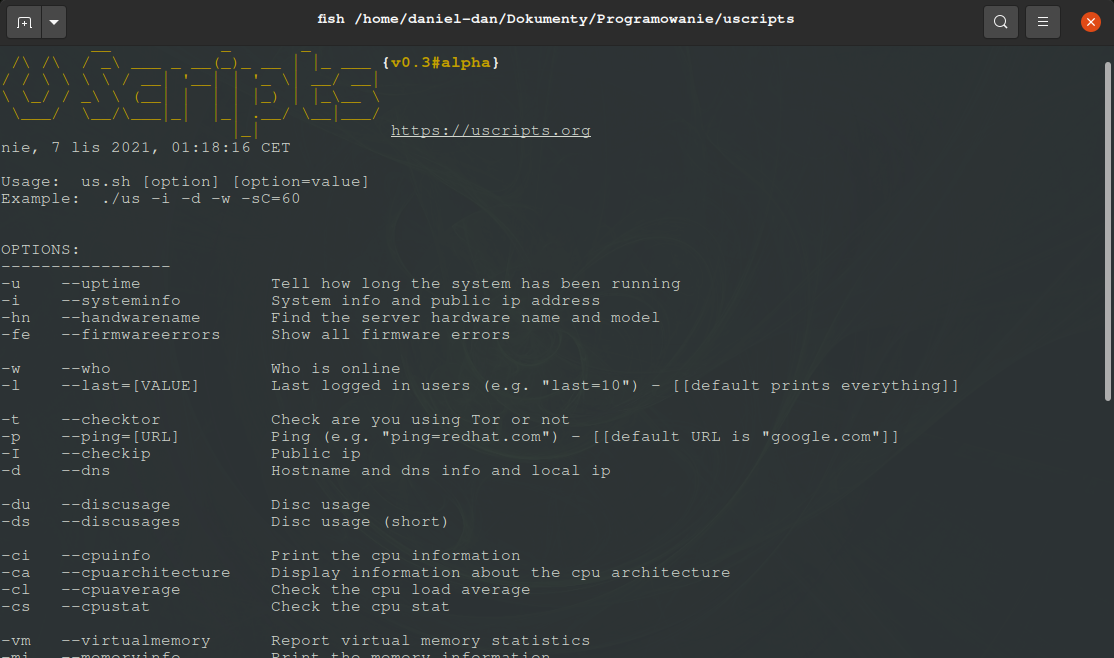 fish /home/daniel-dan/Dokumenty/Programowanie/uscripts
Uscripts {v0.3#alpha}
https://uscripts.org
nie, 7 lis 2021, 01:18:16 CET
Usage:  us.sh [option] [option=value]
Example:  ./us -i -d -w -sC=60
OPTIONS:
-----------------
-u    --uptime             Tell how long the system has been running
-i    --systeminfo         System info and public ip address
-hn   --handwarename       Find the server hardware name and model
-fe   --firmwareerrors     Show all firmware errors
-w    --who                Who is online
-l    --last=[VALUE]       Last logged in users (e.g. "last=10") - [[default prints everything]]
-t    --checktor           Check are you using Tor or not
-p    --ping=[URL]         Ping (e.g. "ping=redhat.com") - [[default URL is "google.com"]]
-I    --checkip            Public ip
-d    --dns                Hostname and dns info and local ip
-du   --discusage          Disc usage
-ds   --discusages         Disc usage (short)
-ci   --cpuinfo            Print the cpu information
-ca   --cpuarchitecture    Display information about the cpu architecture
-cl   --cpuaverage         Check the cpu load average
-cs   --cpustat            Check the cpu stat
-vm   --virtualmemory      Report virtual memory statistics
-mi   --memoryinfo         Print the memory information